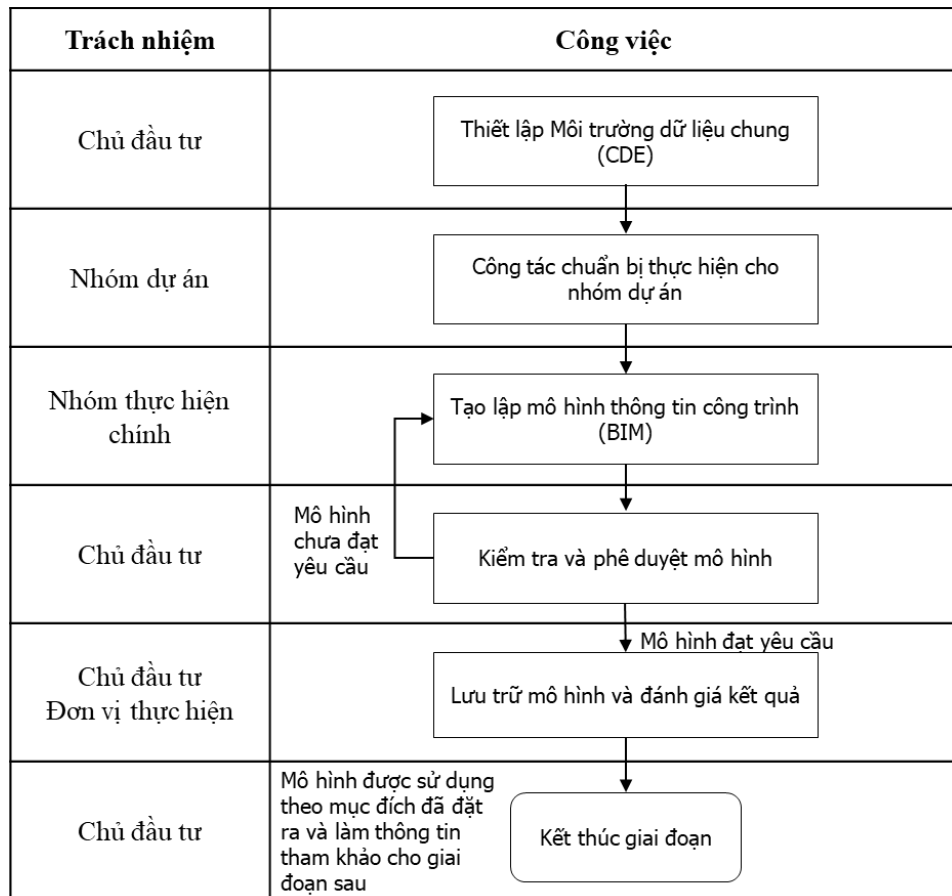 Trách nhiệm
Công việc
Chủ đầu tư
Thiết lập Môi trường dữ liệu chung
(CDE)
Nhóm dự án
Công tác chuẩn bị thực hiện cho
nhóm dự án
Nhóm thực hiện
chính
Tạo lập mô hình thông tin công trình
(BIM)
Chủ đầu tư
Mô hình
chưa đạt
yêu cầu
Kiểm tra và phê duyệt mô hình
Mô hình đạt yêu cầu
Chủ đầu tư
Đơn vị thực hiện
Lưu trữ mô hình và đánh giá kết quả
Chủ đầu tư
Mô hình được sử dụng
theo mục đích đã đặt
ra và làm thông tin
tham khảo cho giai
đoạn sau
Kết thúc giai đoạn